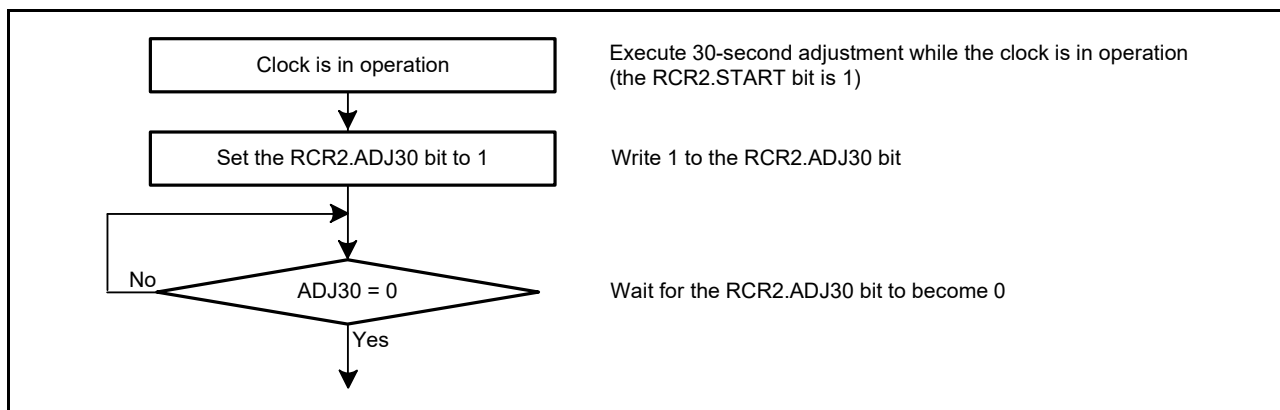 Clock is in operation
Execute 30-second adjustment while the clock is in operation
(the RCR2.START bit is 1)
Set the RCR2.ADJ30 bit to 1
Write 1 to the RCR2.ADJ30 bit
No
ADJ30 = 0
Wait for the RCR2.ADJ30 bit to become 0
Yes